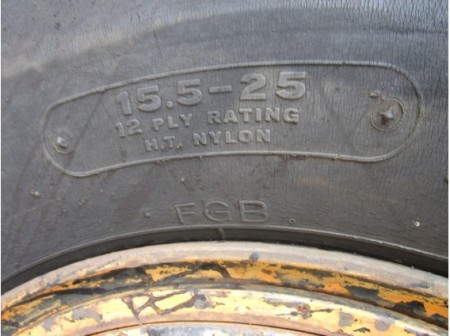 15.5-25
12 PLY RATING
H.T. NYLON
FGB